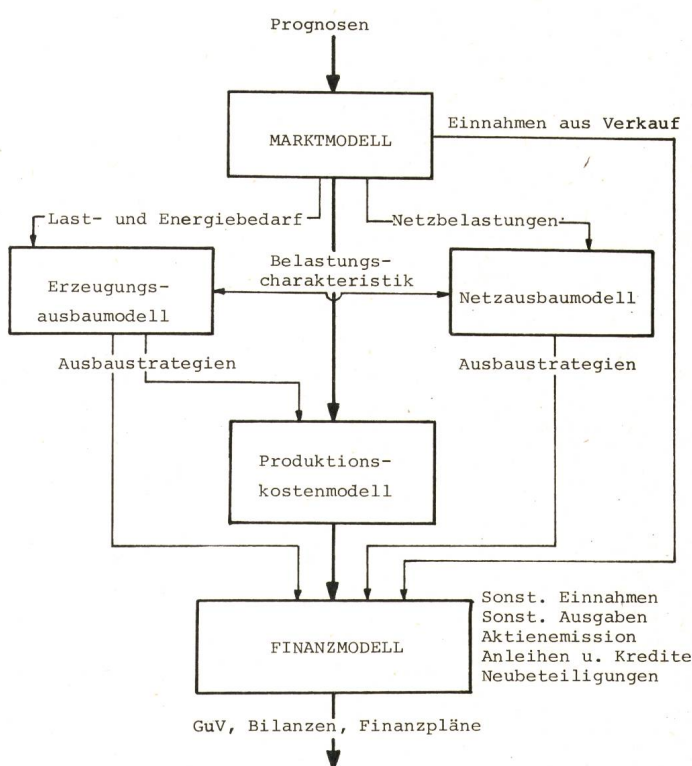 Prognosen
MARKTMODELL
Einnahmen aus Verkauf
Last- und Energiebedarf
Netzbelastungen
Belastungs-
charakteristik
Erzeugungs-
ausbaumodell
Netzausbaumodell
Ausbaustrategien
Ausbaustrategien
Produktions-
kostenmodell
FINANZMODELL
Sonst. Einnahmen
Sonst. Ausgaben
Aktienemission
Anleihen u. Kredite
Neubeteiligungen
GuV, Bilanzen, Finanzpläne